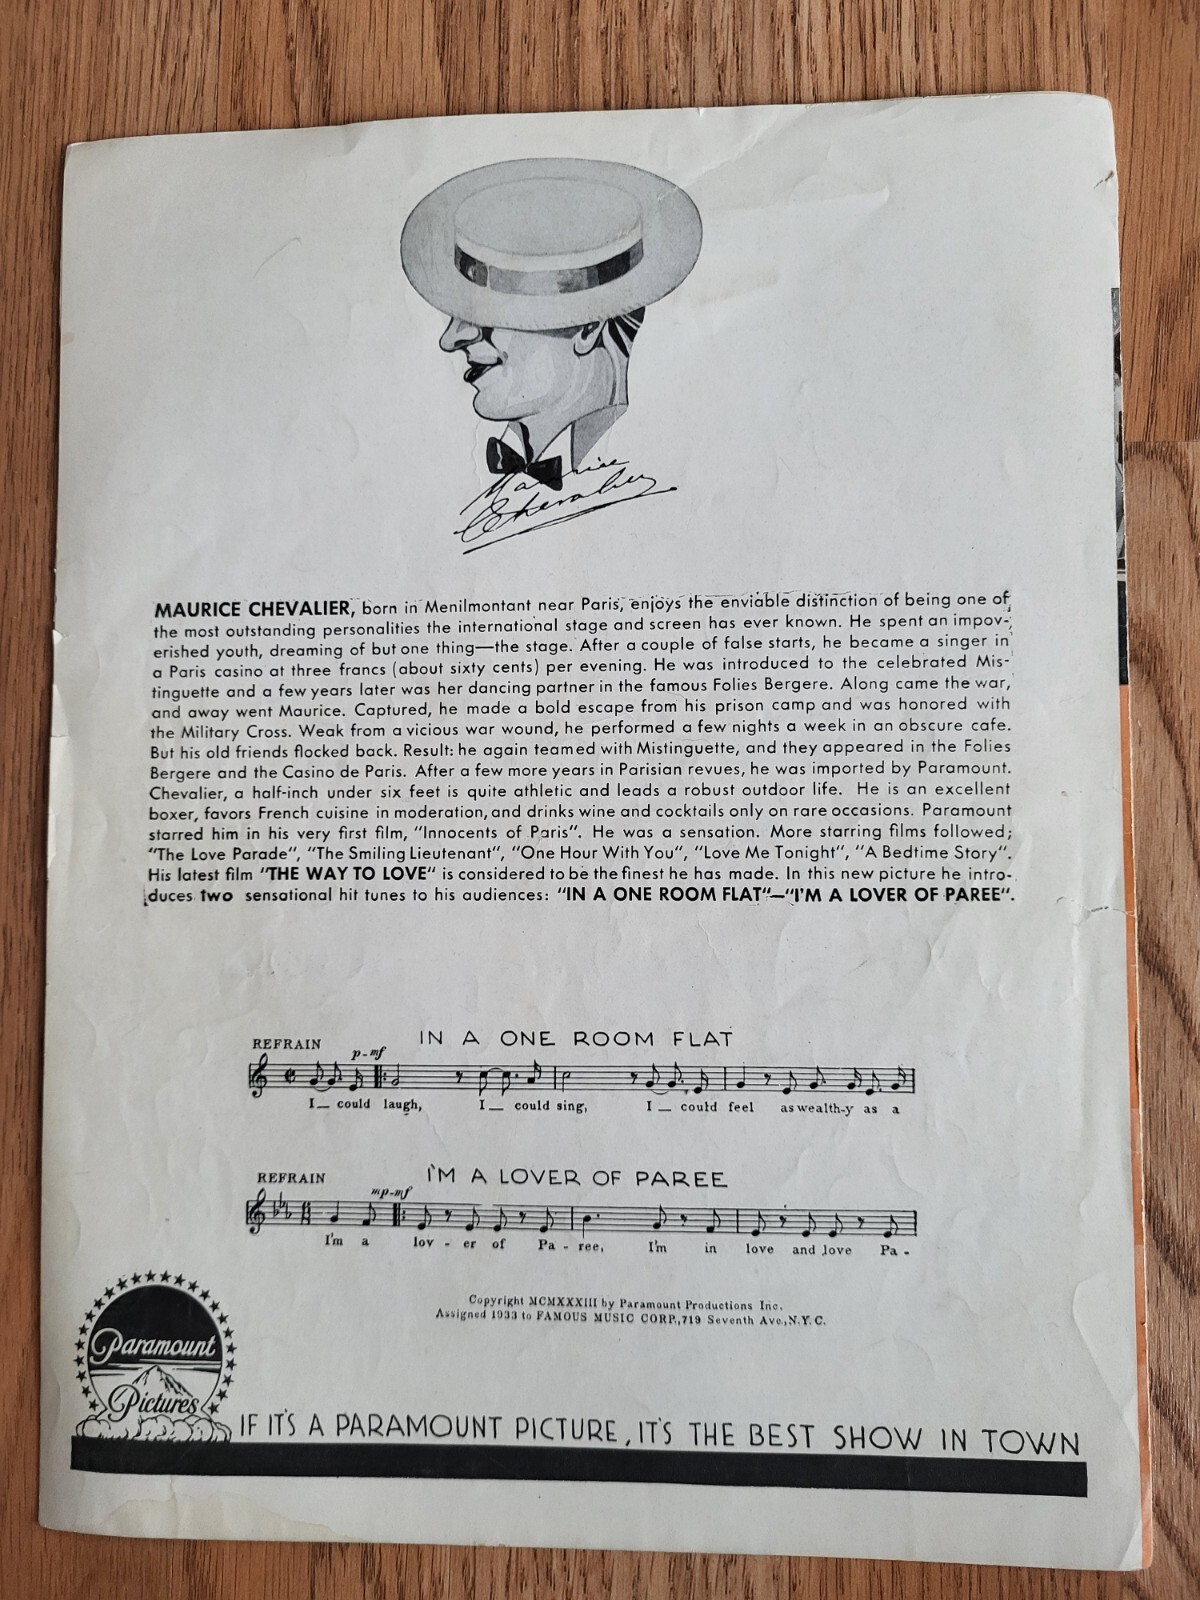 Maurice
Chevalier
MAURICE CHEVALIER, born in Menilmontant near Paris, enjoys the enviable distinction of being one of
the most outstanding personalities the international stage and screen has ever known. He spent an impov-
erished youth, dreaming of but one thing—the stage. After a couple of false starts, he became a singer in
a Paris casino at three francs (about sixty cents) per evening. He was introduced to the celebrated Mis-
tinguette and a few years later was her dancing partner in the famous Folies Bergere. Along came the war,
and away went Maurice. Captured, he made a bold escape from his prison camp and was honored with
the Military Cross. Weak from a vicious war wound, he performed a few nights a week in an obscure cafe.
But his old friends flocked back. Result: he again teamed with Mistinguette, and they appeared in the Folies
Bergere and the Casino de Paris. After a few more years in Parisian revues, he was imported by Paramount.
Chevalier, a half-inch under six feet is quite athletic and leads a robust outdoor life. He is an excellent
boxer, favors French cuisine in moderation, and drinks wine and cocktails only on rare occasions. Paramount
starred him in his very first film, "Innocents of Paris". He was a sensation. More starring films followed;
"The Love Parade", "The Smiling Lieutenant", "One Hour With You", "Love Me Tonight", "A Bedtime Story".
His latest film "THE WAY TO LOVE" is considered to be the finest he has made. In this new picture he intro-
duces two sensational hit tunes to his audiences: "IN A ONE ROOM FLAT"—"I'M A LOVER OF PAREE".
IN A ONE ROOM FLAT
REFRAIN
p-mf
I— could laugh, I— could sing, I— could feel as wealth-y as a
I'M A LOVER OF PAREE
REFRAIN
mp-mf
I'm a lov-er of Pa-ree, I'm in love and love Pa-
Copyright MCMXXXIII by Paramount Productions Inc.
Assigned 1933 to FAMOUS MUSIC CORP., 719 Seventh Ave., N.Y.C.
Paramount
Pictures
IF IT'S A PARAMOUNT PICTURE, IT'S THE BEST SHOW IN TOWN